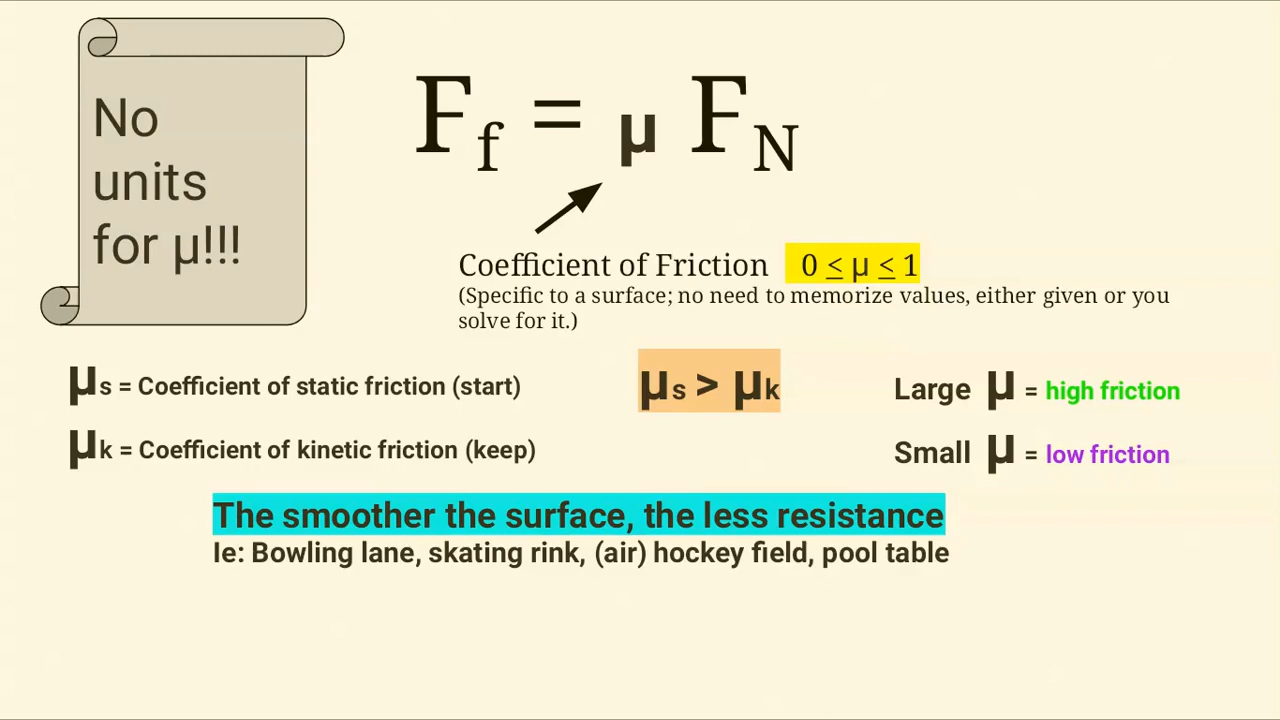 No
units
for µ!!!
F_f = µ F_N
Coefficient of Friction 0 ≤ µ ≤ 1
(Specific to a surface; no need to memorize values, either given or you
solve for it.)
µs = Coefficient of static friction (start)
µk = Coefficient of kinetic friction (keep)
µs > µk
Large µ = high friction
Small µ = low friction
The smoother the surface, the less resistance
Ie: Bowling lane, skating rink, (air) hockey field, pool table